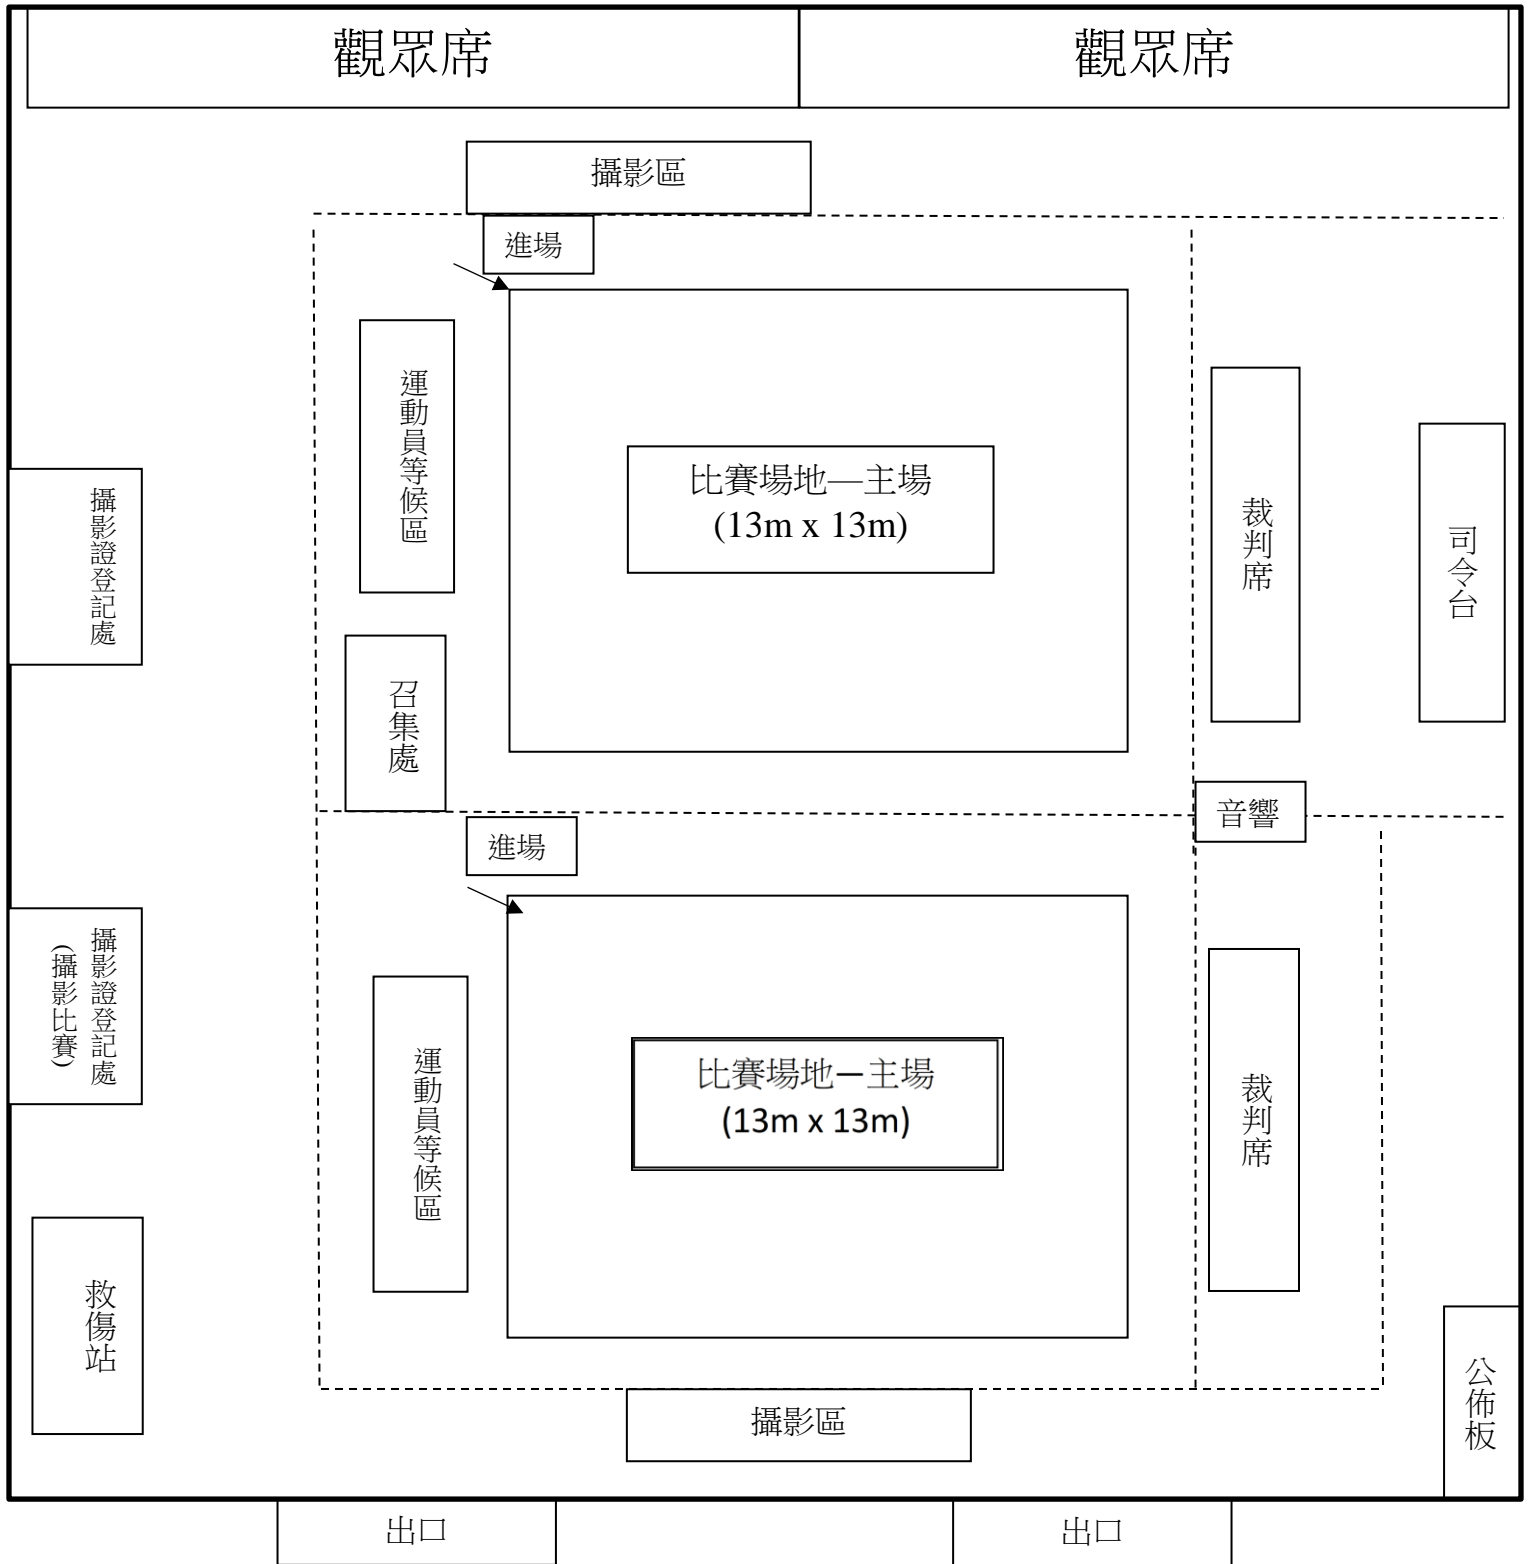 觀眾席
觀眾席
攝影區
進場
運動員等候區
比賽場地—主場
(13m x 13m)
裁判席
司令台
攝影證登記處
召集處
音響
進場
攝影證登記處
(攝影比賽)
運動員等候區
比賽場地—主場
(13m x 13m)
裁判席
救傷站
公佈板
攝影區
出口
出口